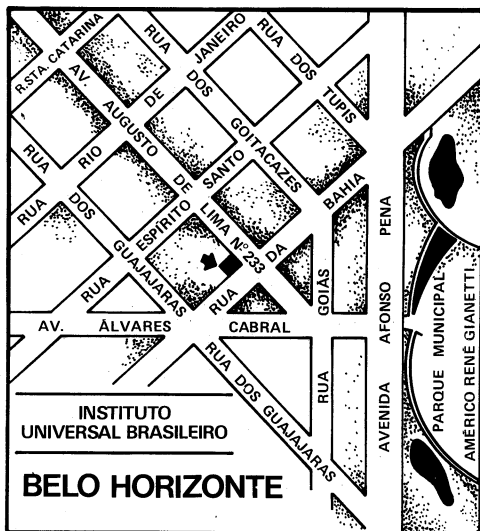 R. STA. CATARINA
AV. AUGUSTO DE LIMA Nº 233
RUA DE JANEIRO
RUA DOS TUPIS
RUA DOS GOITACAZES
RUA RIO
RUA DOS GUAJAJARAS
RUA ESPÍRITO SANTO
RUA DA BAHIA
RUA GOIÁS
AVENIDA AFONSO PENA
PARQUE MUNICIPAL
AMÉRICO RENÉ GIANETTI
AV. ÁLVARES CABRAL
RUA DOS GUAJAJARAS
INSTITUTO
UNIVERSAL BRASILEIRO
BELO HORIZONTE